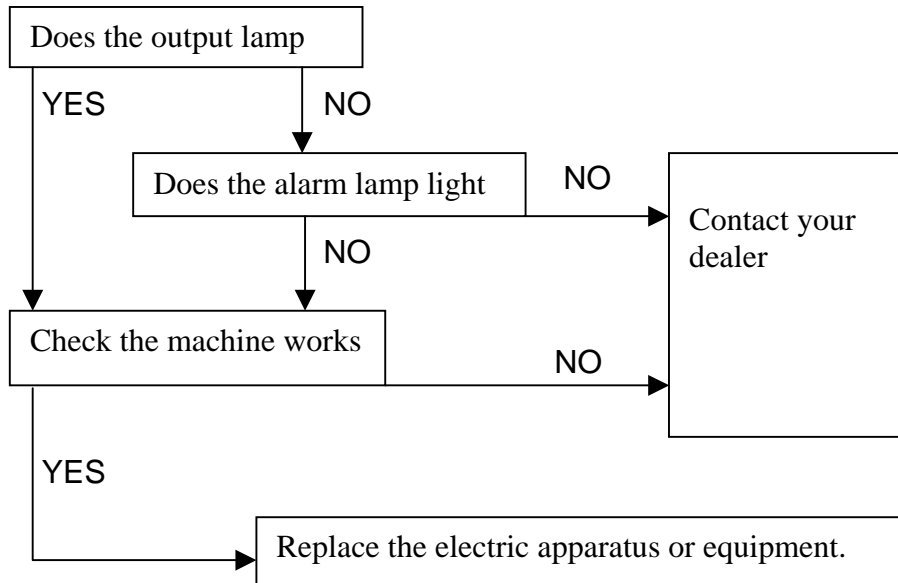 Does the output lamp
YES
NO
Does the alarm lamp light
NO
Contact your
dealer
NO
Check the machine works
NO
YES
Replace the electric apparatus or equipment.